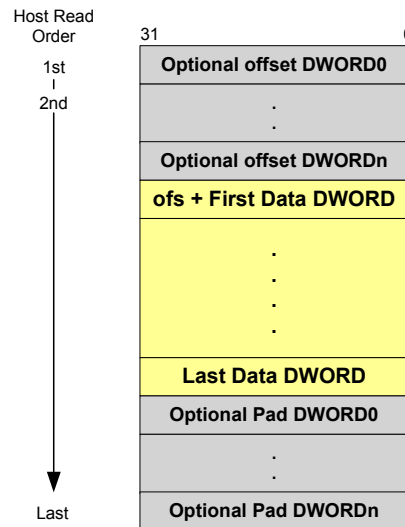 Host Read
Order
31
1st
2nd
Optional offset DWORD0
.
.
Optional offset DWORDn
ofs + First Data DWORD
.
.
.
.
Last Data DWORD
Optional Pad DWORD0
.
.
Last
Optional Pad DWORDn